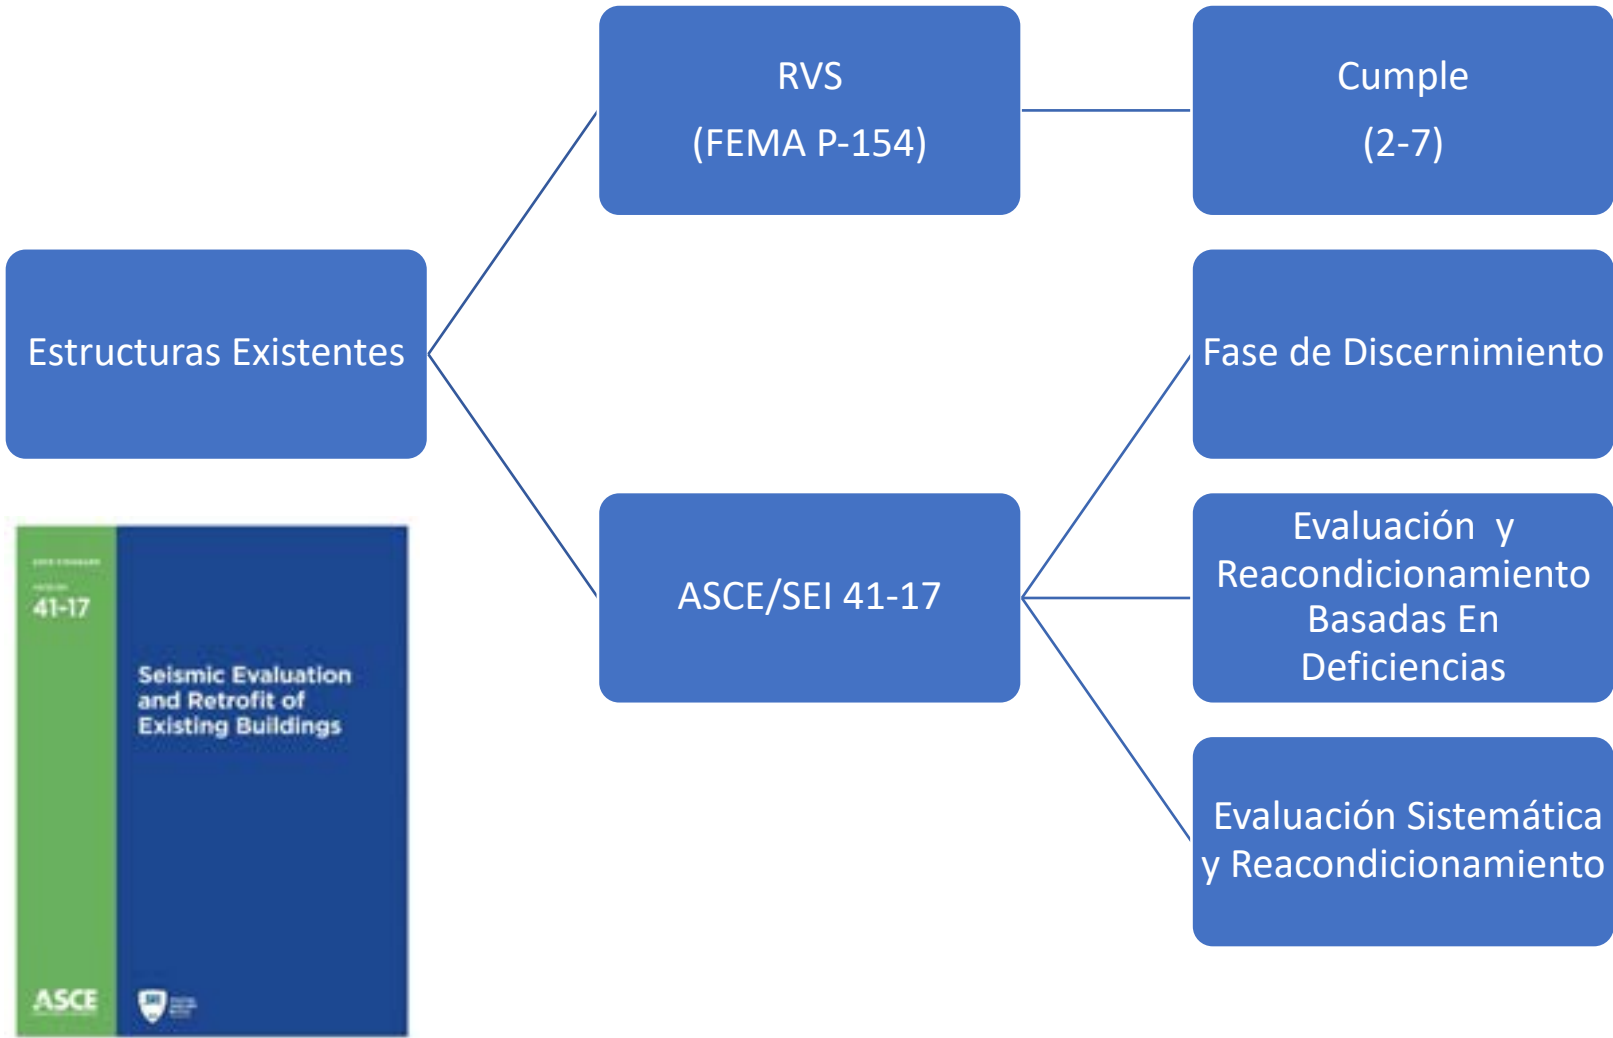 RVS
(FEMA P-154)
Cumple
(2-7)
Estructuras Existentes
Fase de Discernimiento
ASCE/SEI 41-17
Evaluación y
Reacondicionamiento
Basadas En
Deficiencias
Evaluación Sistemática
y Reacondicionamiento
41-17
Seismic Evaluation
and Retrofit of
Existing Buildings
ASCE
SEI